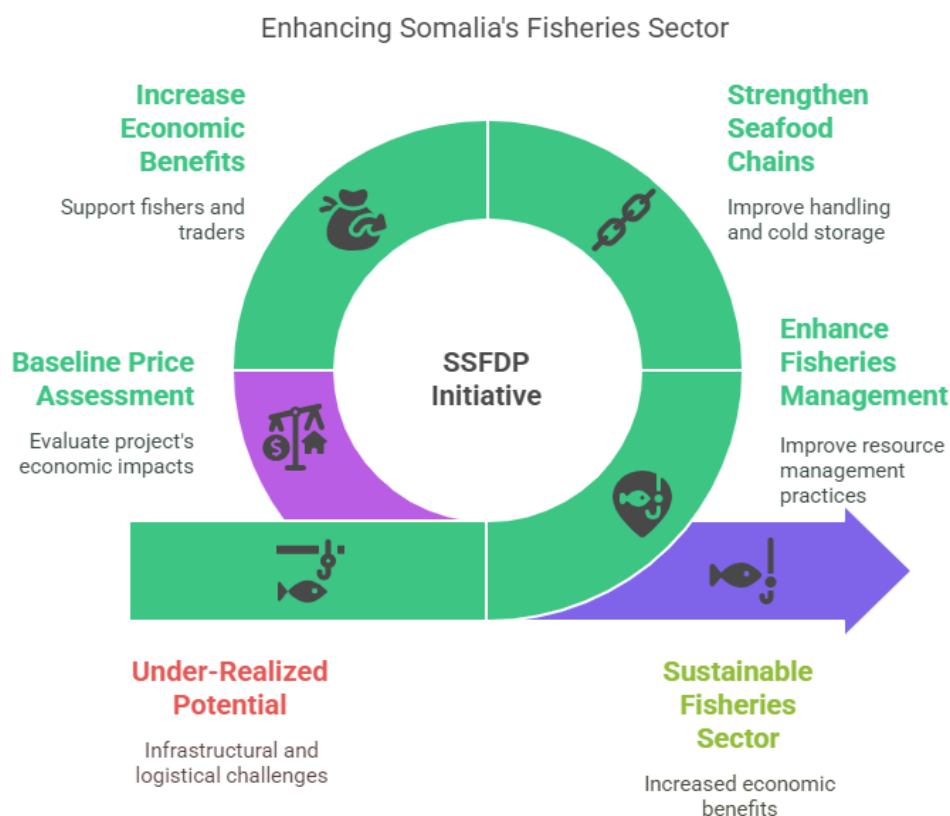 Enhancing Somalia's Fisheries Sector
Increase
Economic
Benefits
Support fishers and
traders
Strengthen
Seafood
Chains
Improve handling
and cold storage
Baseline Price
Assessment
Evaluate project's
economic impacts
SSFDP
Initiative
Enhance
Fisheries
Management
Improve resource
management
practices
$
Under-Realized
Potential
Infrastructural and
logistical challenges
Sustainable
Fisheries
Sector
Increased economic
benefits